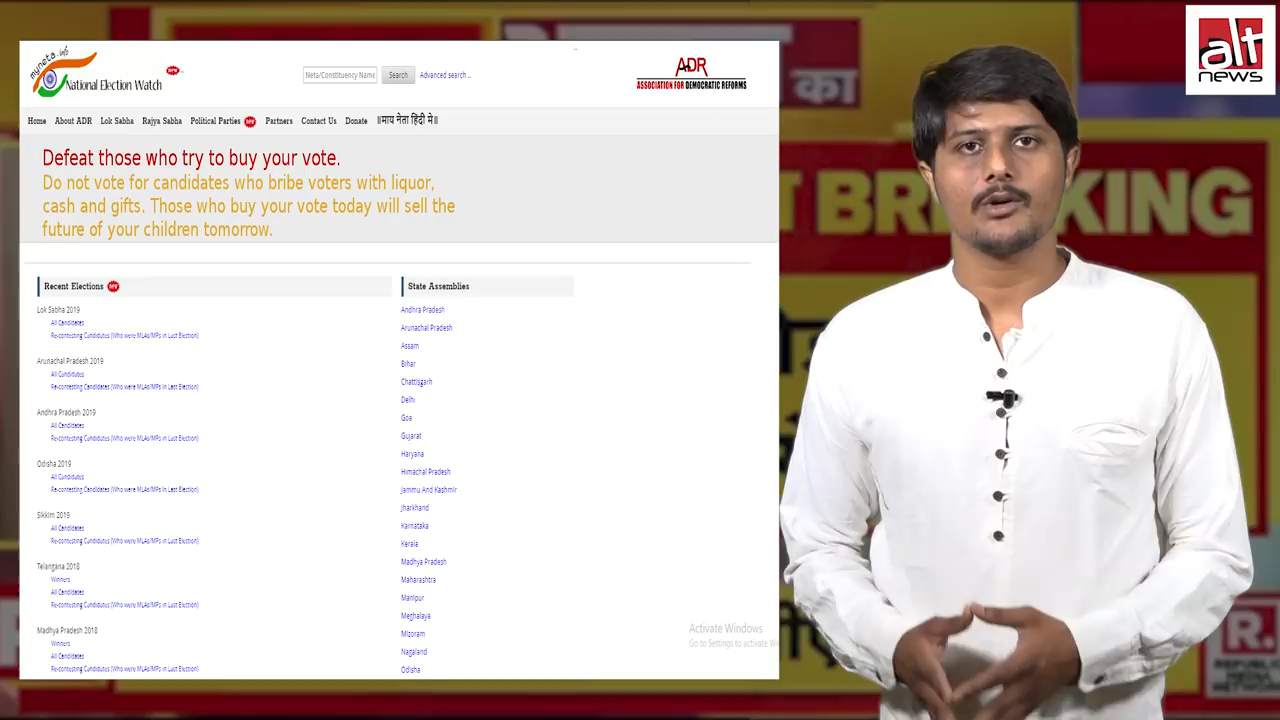 myneta.info
National Election Watch
Search
Advanced search ..
ADR
ASSOCIATION FOR DEMOCRATIC REFORMS
Home About ADR Lok Sabha Rajya Sabha Political Parties Partners Contact Us Donate ॥माय नेता हिंदी मे॥
Defeat those who try to buy your vote.
Do not vote for candidates who bribe voters with liquor,
cash and gifts. Those who buy your vote today will sell the
future of your children tomorrow.
Recent Elections
Lok Sabha 2019
All Candidates
Re-contesting Candidates (Who were MLAs/MPs in Last Election)
Arunachal Pradesh 2019
All Candidates
Re-contesting Candidates (Who were MLAs/MPs in Last Election)
Andhra Pradesh 2019
All Candidates
Re-contesting Candidates (Who were MLAs/MPs in Last Election)
Odisha 2019
All Candidates
Re-contesting Candidates (Who were MLAs/MPs in Last Election)
Sikkim 2019
All Candidates
Re-contesting Candidates (Who were MLAs/MPs in Last Election)
Telangana 2018
Winners
All Candidates
Re-contesting Candidates (Who were MLAs/MPs in Last Election)
Madhya Pradesh 2018
Winners
All Candidates
Re-contesting Candidates (Who were MLAs/MPs in Last Election)
State Assemblies
Andhra Pradesh
Arunachal Pradesh
Assam
Bihar
Chattisgarh
Delhi
Goa
Gujarat
Haryana
Himachal Pradesh
Jammu And Kashmir
Jharkhand
Karnataka
Kerala
Madhya Pradesh
Maharashtra
Manipur
Meghalaya
Mizoram
Nagaland
Odisha
Activate Windows
Go to Settings to activate
alt
news
का
KING
R.
REPUBLIC
MEDIA
NETWORK